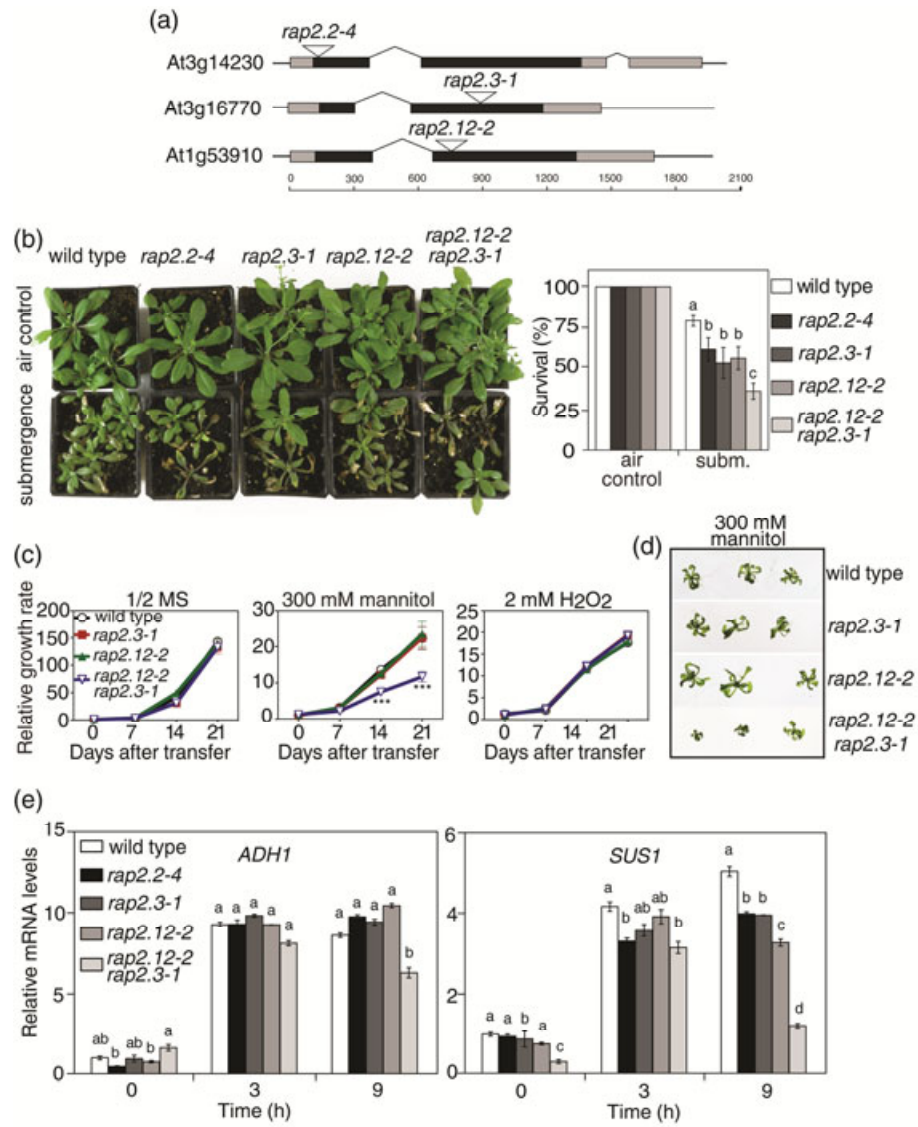 (a)
rap2.2-4
At3g14230
rap2.3-1
At3g16770
rap2.12-2
At1g53910
0 300 600 900 1200 1500 1800 2100
(b)
wild type rap2.2-4 rap2.3-1 rap2.12-2 rap2.12-2
rap2.3-1
air control
submergence
Survival (%)
100
75
50
25
0
a
b b b
c
air
control
subm.
wild type
rap2.2-4
rap2.3-1
rap2.12-2
rap2.12-2
rap2.3-1
(c)
Relative growth rate
1/2 MS
200
150
100
50
0
wild type
rap2.3-1
rap2.12-2
rap2.12-2
rap2.3-1
0 7 14 21
Days after transfer
300 mM mannitol
30
20
10
0
***
***
0 7 14 21
Days after transfer
2 mM H2O2
25
20
15
10
5
0
0 7 14 21
Days after transfer
(d)
300 mM
mannitol
wild type
rap2.3-1
rap2.12-2
rap2.12-2
rap2.3-1
(e)
Relative mRNA levels
15
10
5
0
wild type
rap2.2-4
rap2.3-1
rap2.12-2
rap2.12-2
rap2.3-1
ADH1
ab b ab b a
a a a a a
a a a a b
0 3 9
Time (h)
SUS1
6
4
2
0
a a b a c
a b ab ab b
a b b c d
0 3 9
Time (h)